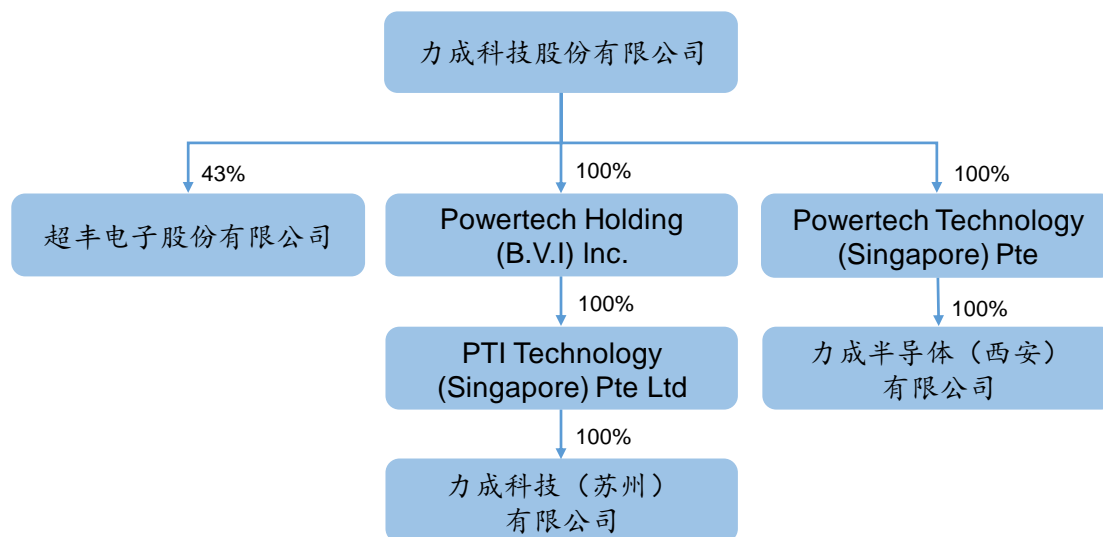 力成科技股份有限公司
43%
100%
100%
超丰电子股份有限公司
Powertech Holding
(B.V.I) Inc.
Powertech Technology
(Singapore) Pte
100%
100%
PTI Technology
(Singapore) Pte Ltd
力成半导体（西安）
有限公司
100%
力成科技（苏州）
有限公司